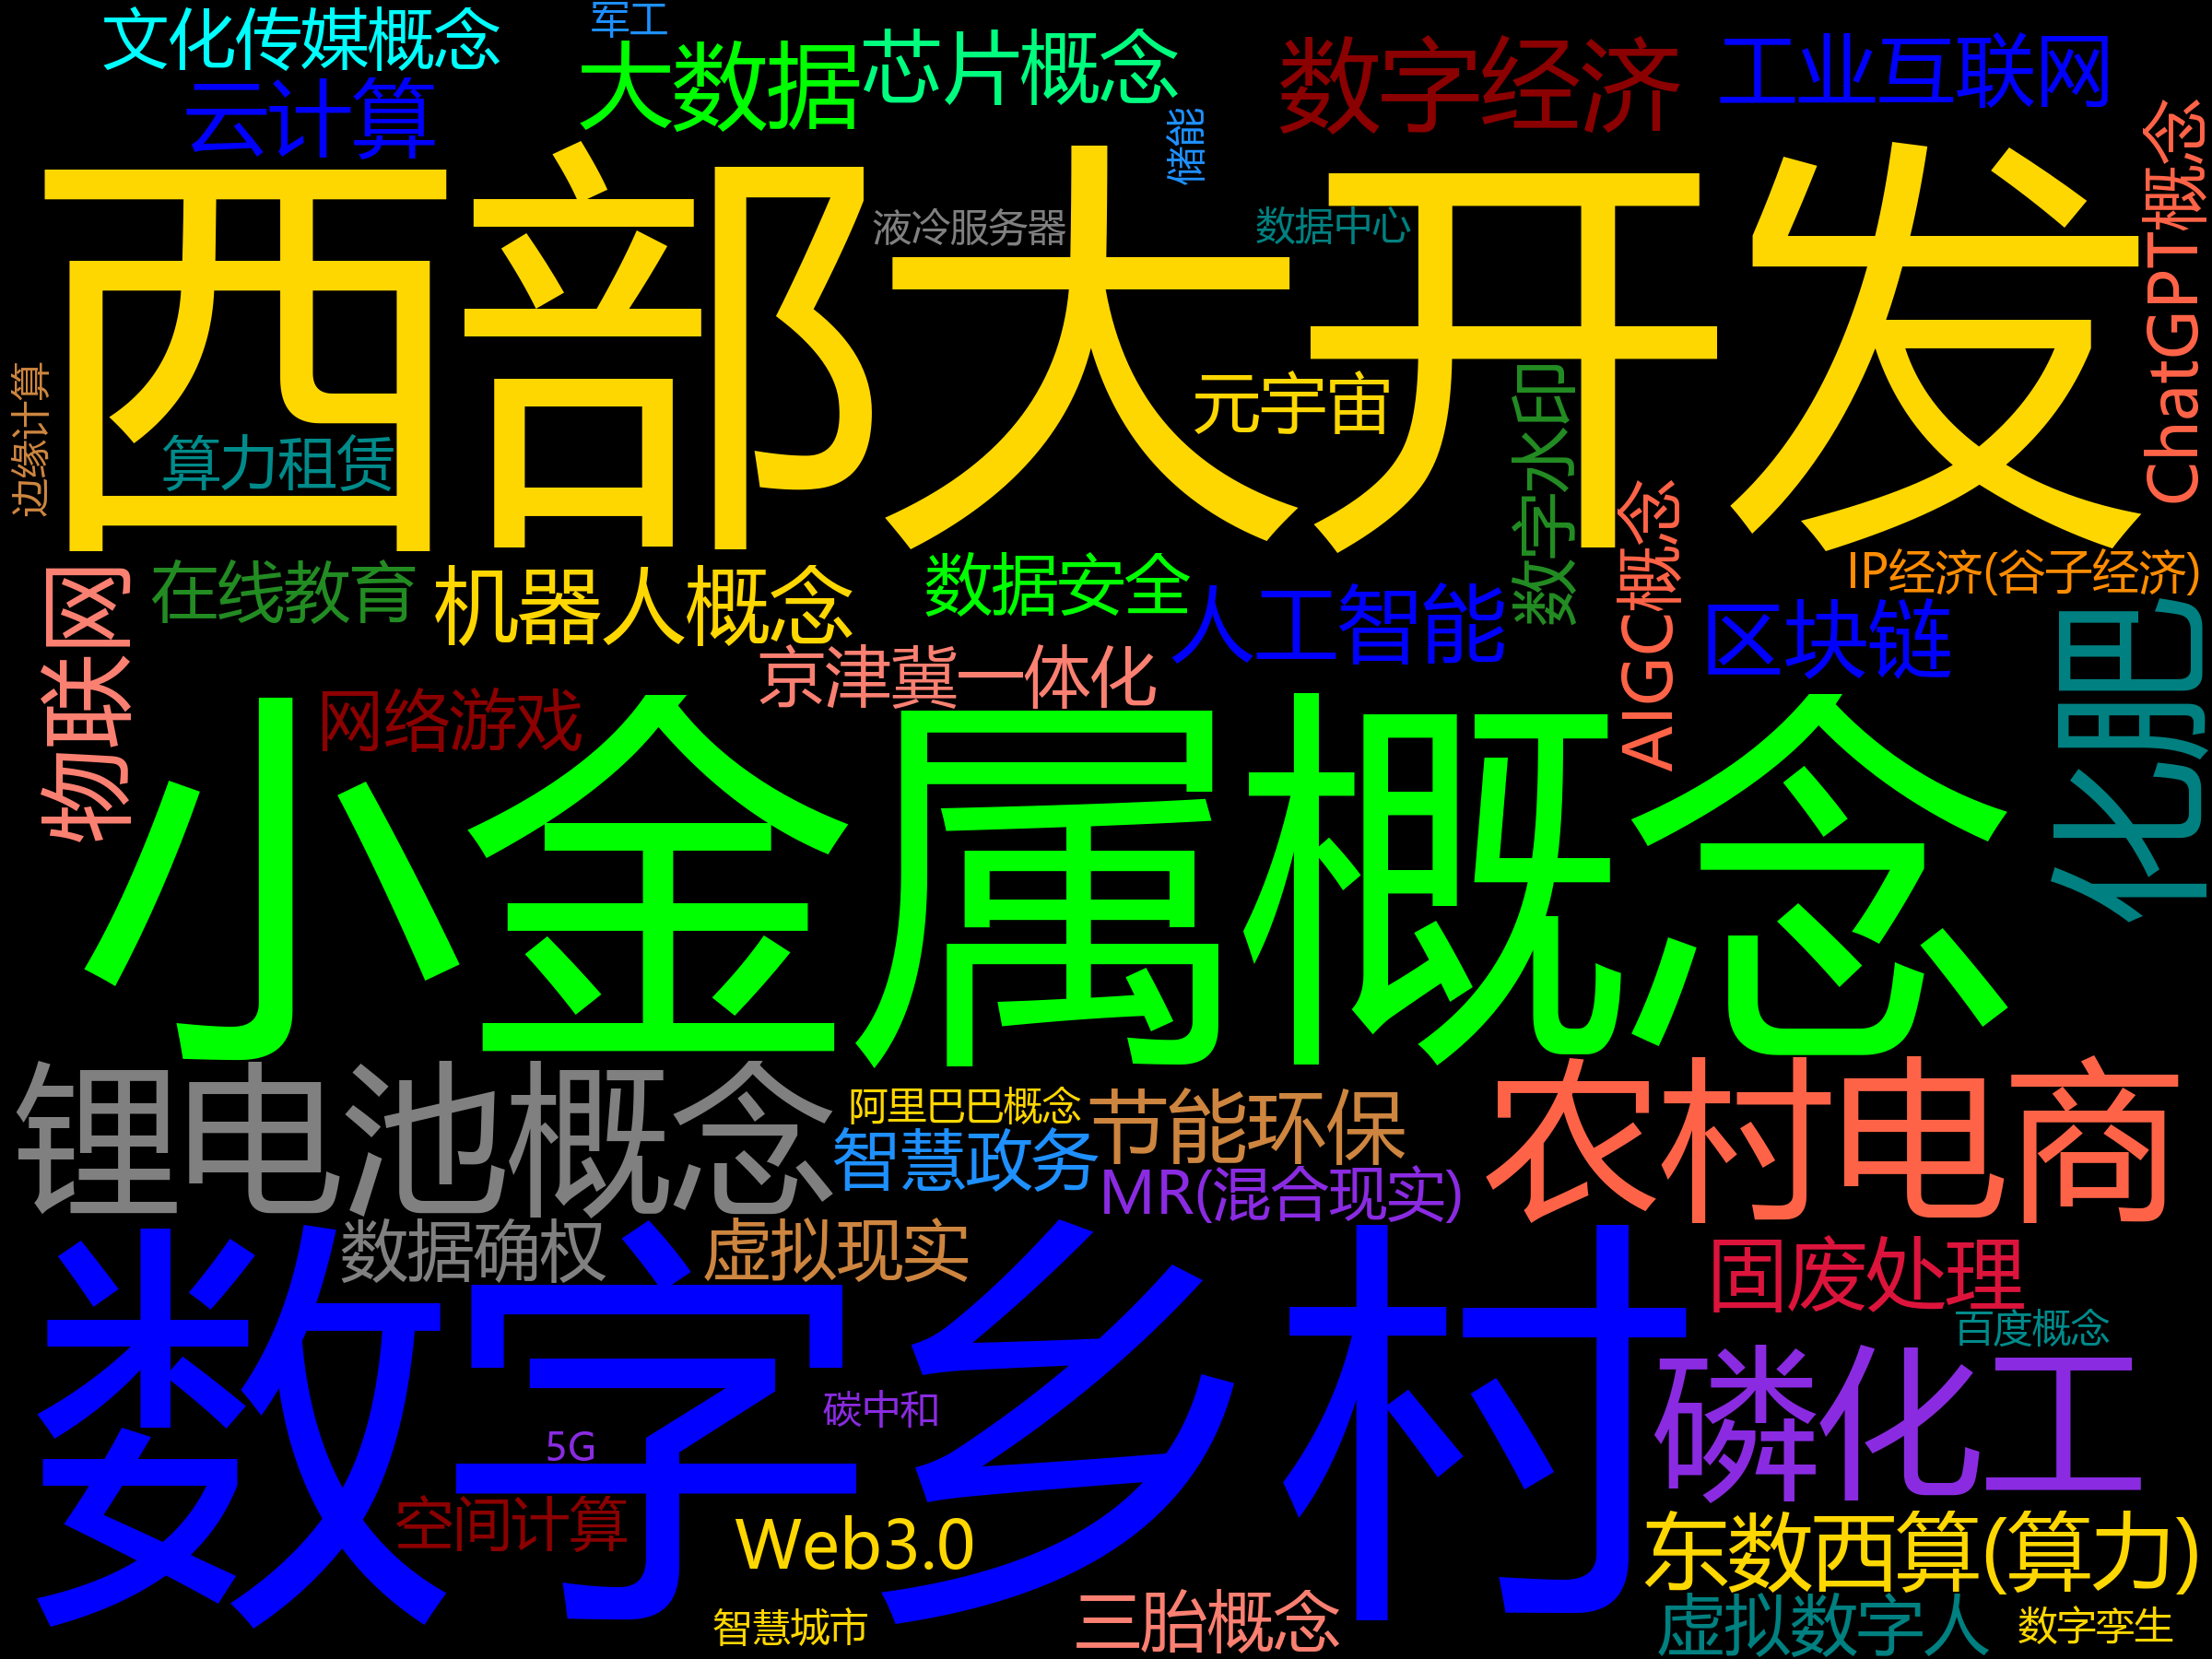 文化传媒概念
军工
大数据
芯片概念
数字经济
工业互联网
云计算
储能
ChatGPT概念
西部大开发
液冷服务器
数据中心
元宇宙
数字水印
边缘计算
算力租赁
AIGC概念
在线教育
机器人概念
数据安全
人工智能
IP经济(谷子经济)
区块链
化肥
物联网
京津冀一体化
网络游戏
小金属概念
锂电池概念
阿里巴巴概念
节能环保
农村电商
智慧政务
MR(混合现实)
数据确权
虚拟现实
固废处理
百度概念
数字乡村
磷化工
碳中和
5G
空间计算
Web3.0
东数西算(算力)
三胎概念
虚拟数字人
智慧城市
数字孪生